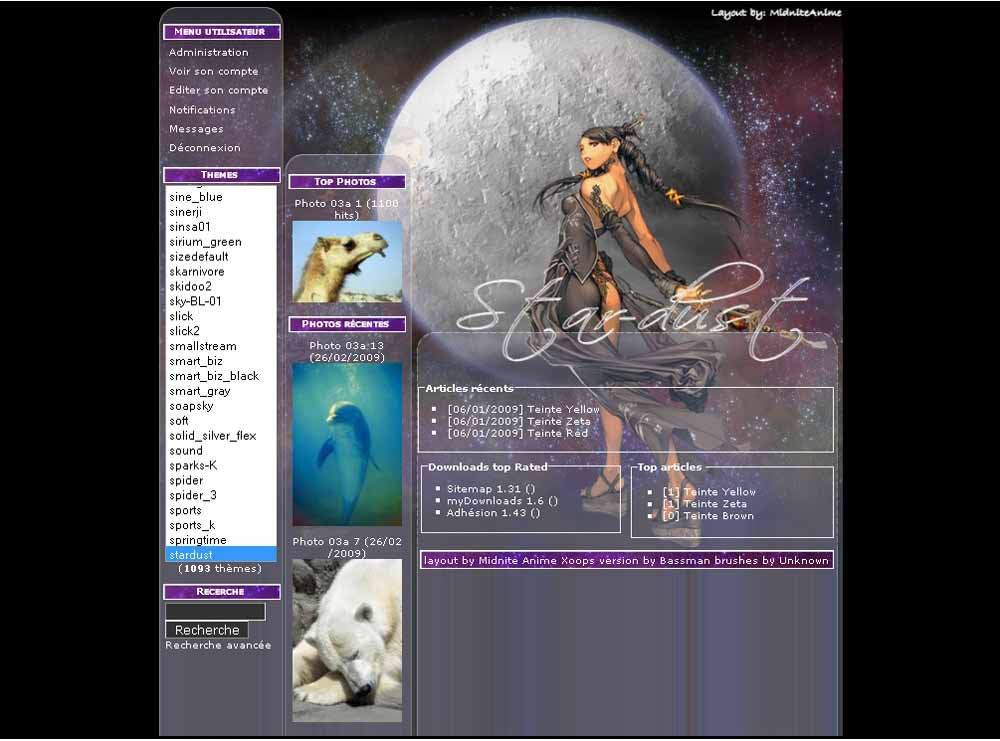 Layout by: MidniteAnime
MENU UTILISATEUR
Administration
Voir son compte
Editer son compte
Notifications
Messages
Déconnexion
THEMES
sine_blue
sinerji
sinsa01
sirium_green
sizedefault
skarnivore
skidoo2
sky-BL-01
slick
slick2
smallstream
smart_biz
smart_biz_black
smart_gray
soapsky
soft
solid_silver_flex
sound
sparks-K
spider
spider_3
sports
sports_k
springtime
stardust
(1093 thèmes)
RECERCHE
Recherche
Recherche avancée
TOP PHOTOS
Photo 03a 1 (1100
hits)
PHOTOS RÉCENTES
Photo 03a 13
(26/02/2009)
Photo 03a 7 (26/02
/2009)
Stardust
Articles récents
[06/01/2009] Teinte Yellow
[06/01/2009] Teinte Zeta
[06/01/2009] Teinte Red
Downloads top Rated
Sitemap 1.31 ()
myDownloads 1.6 ()
Adhésion 1.43 ()
Top articles
[1] Teinte Yellow
[1] Teinte Zeta
[0] Teinte Brown
layout by Midnite Anime Xoops version by Bassman brushes by Unknown